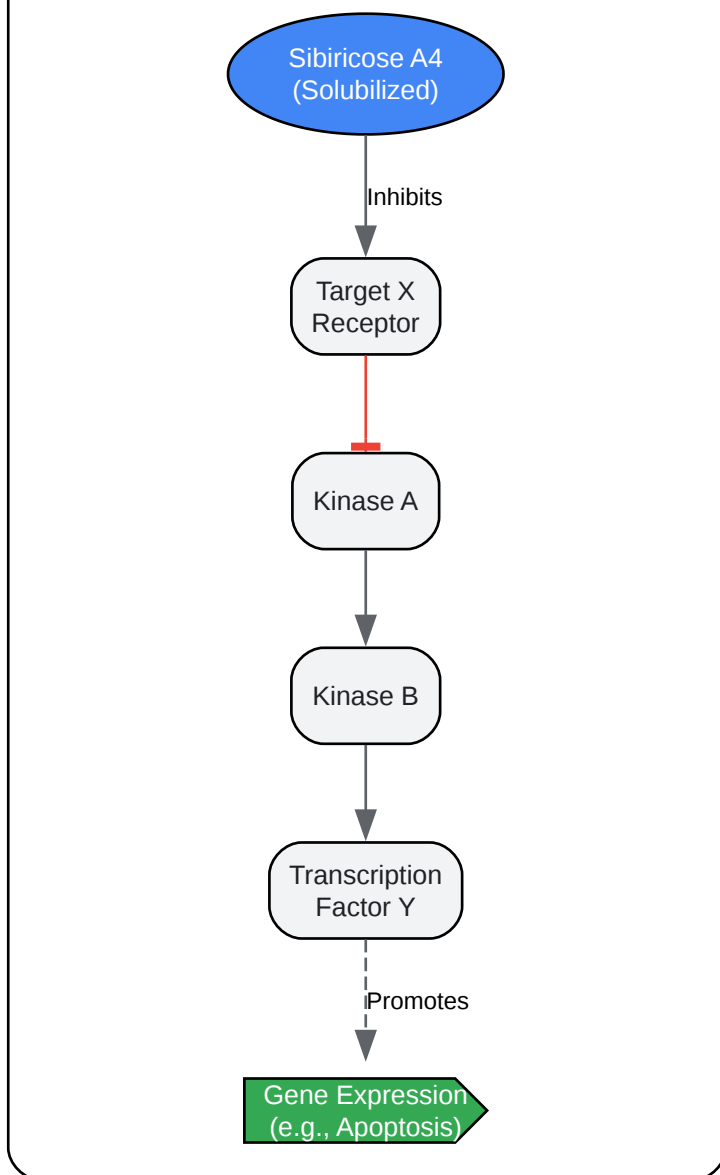 Sibiricose A4
(Solubilized)
Inhibits
Target X
Receptor
Kinase A
Kinase B
Transcription
Factor Y
Promotes
Gene Expression
(e.g., Apoptosis)